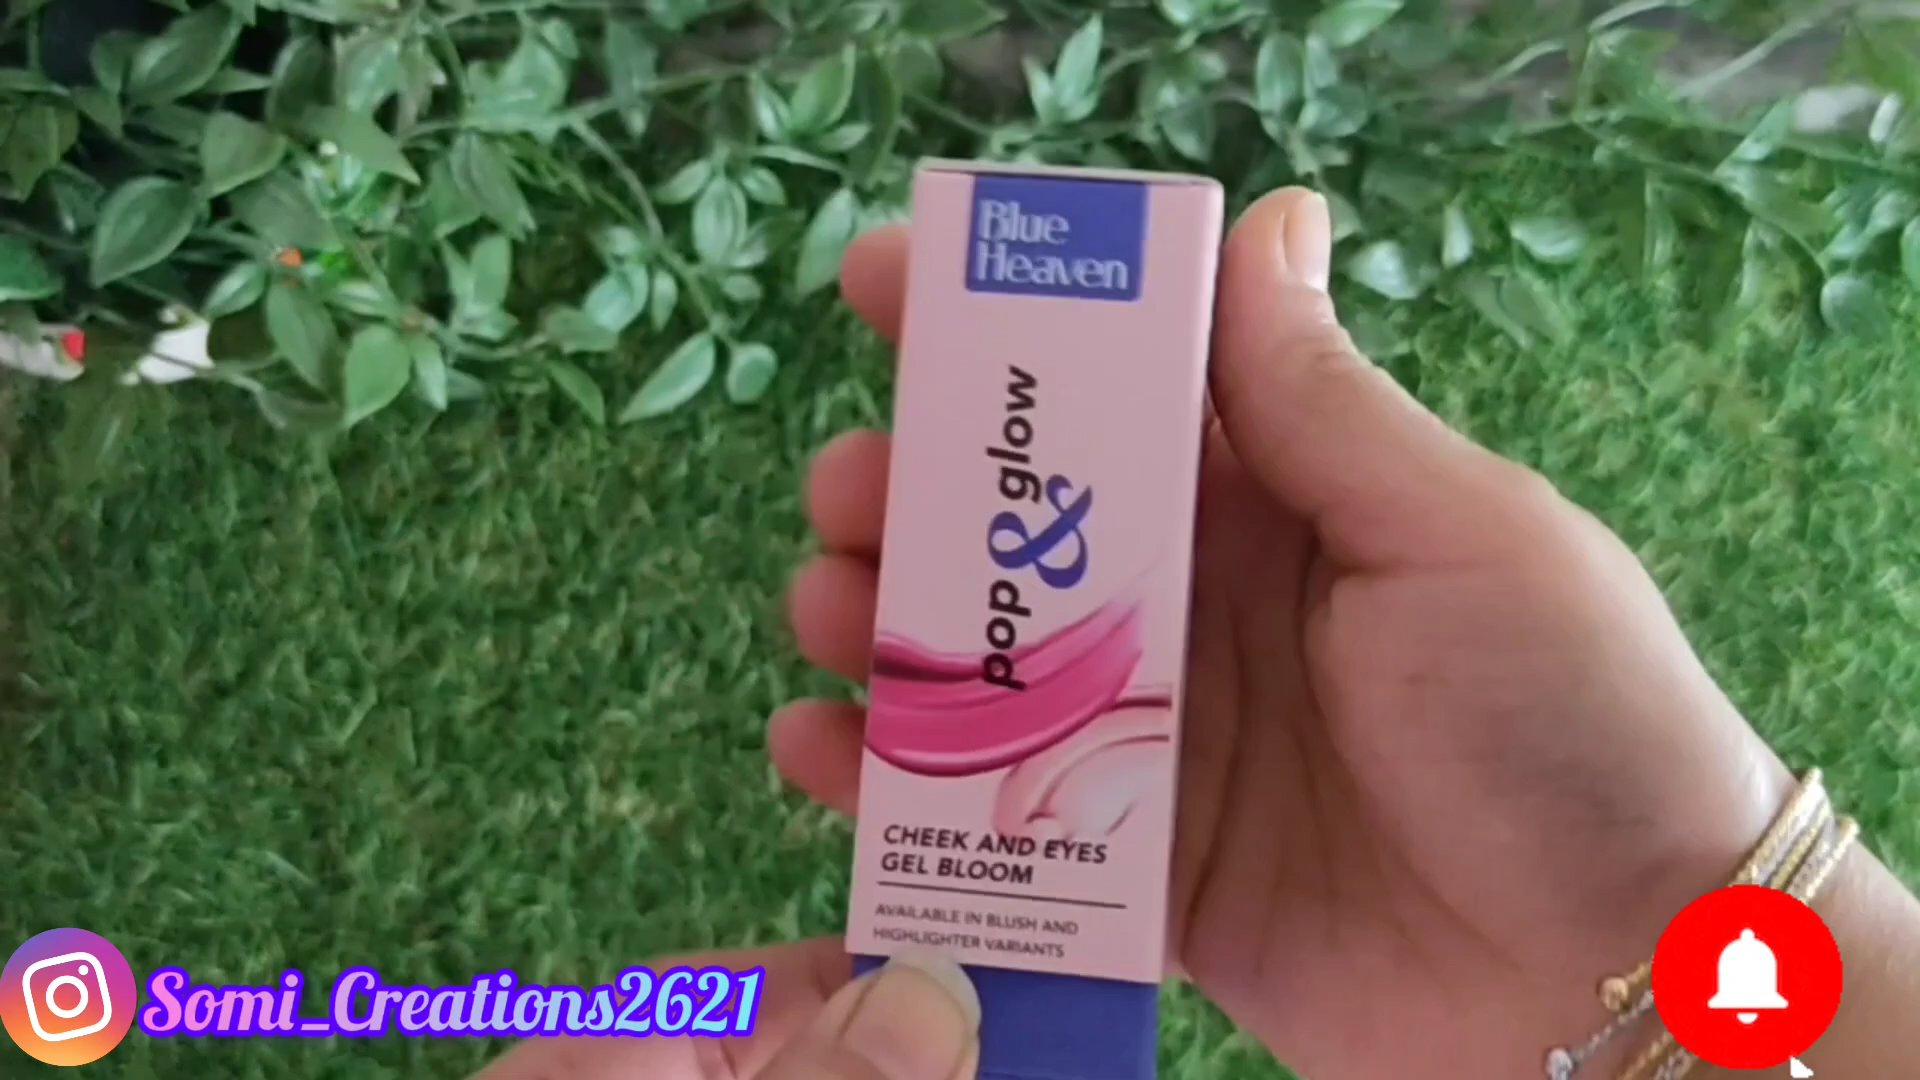 Blue
Heaven
pop & glow
CHEEK AND EYES
GEL BLOOM
AVAILABLE IN BLUSH AND
HIGHLIGHTER VARIANTS
Somi_Creations2621